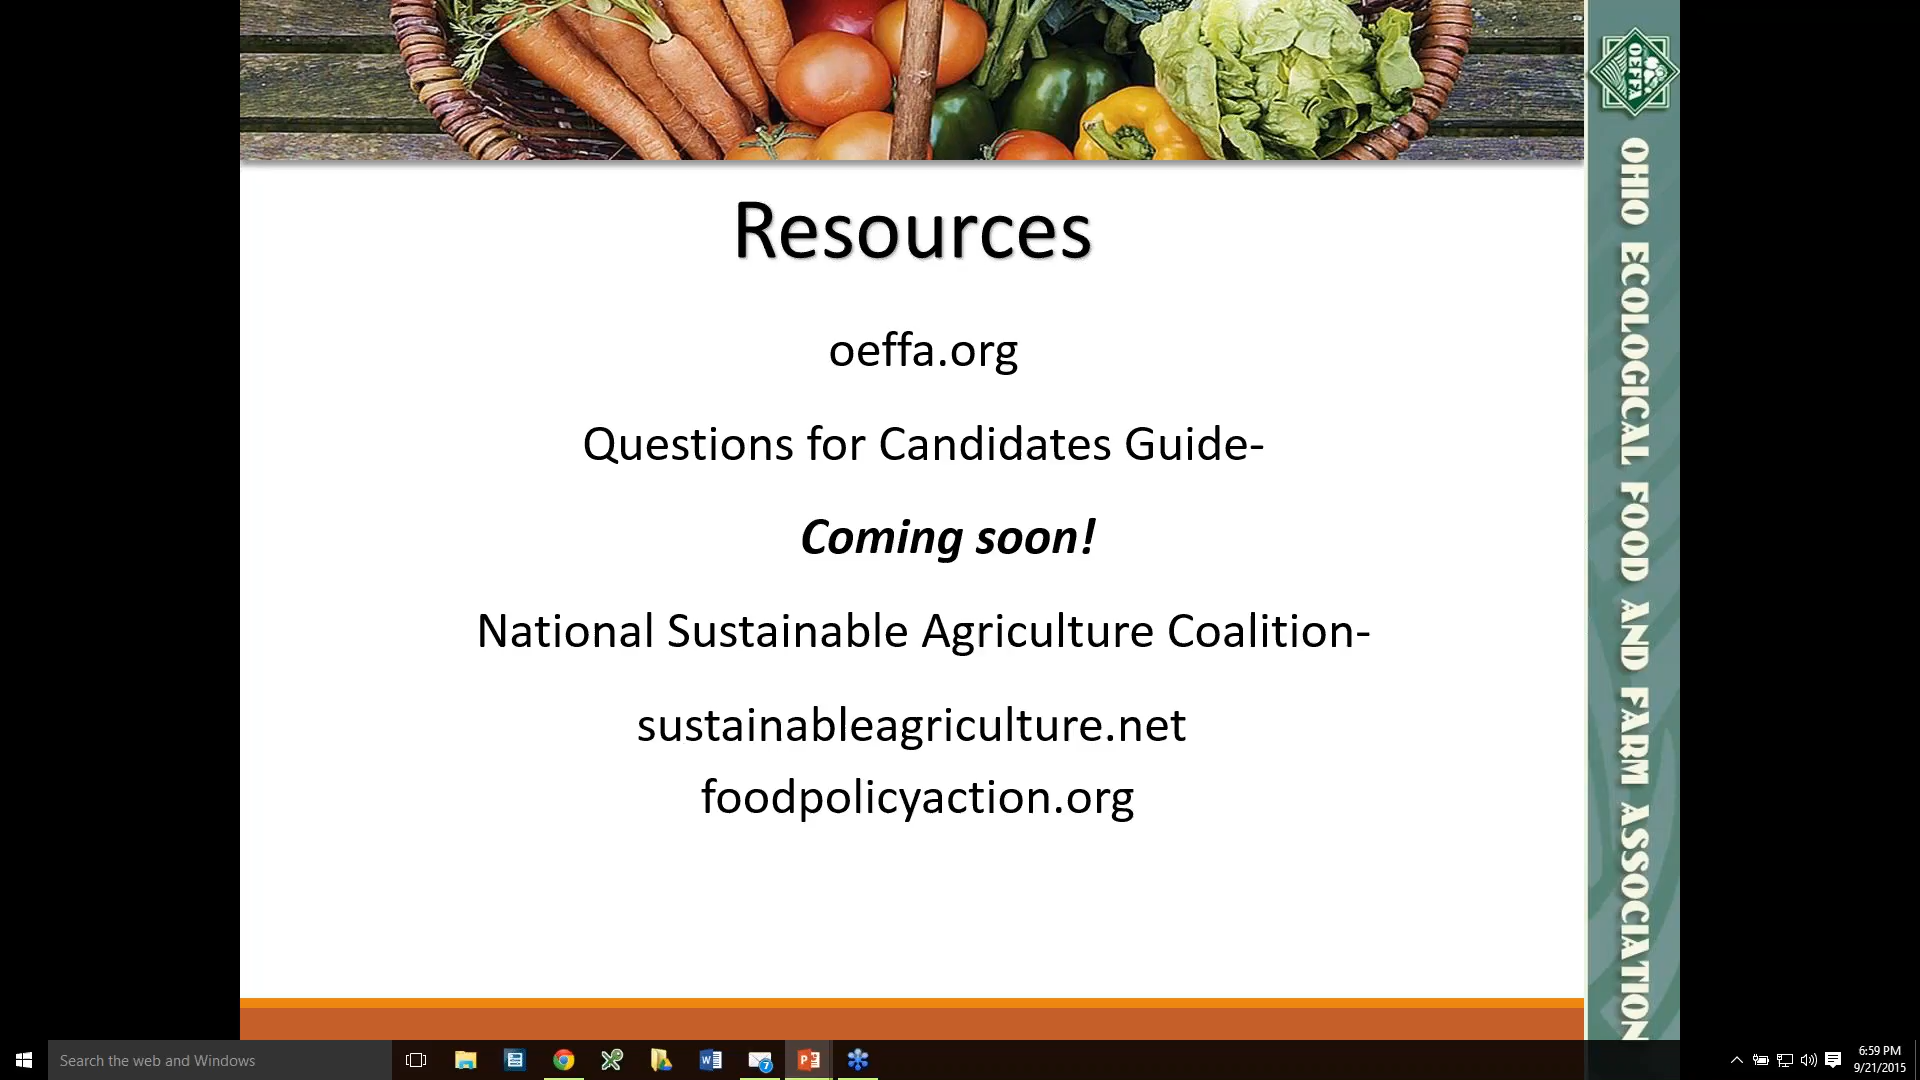 Resources
oeffa.org
Questions for Candidates Guide-
Coming soon!
National Sustainable Agriculture Coalition-
sustainableagriculture.net
foodpolicyaction.org
OEFFA
OHIO ECOLOGICAL FOOD AND FARM ASSOCIATION
Search the web and Windows
7
6:59 PM
9/21/2015